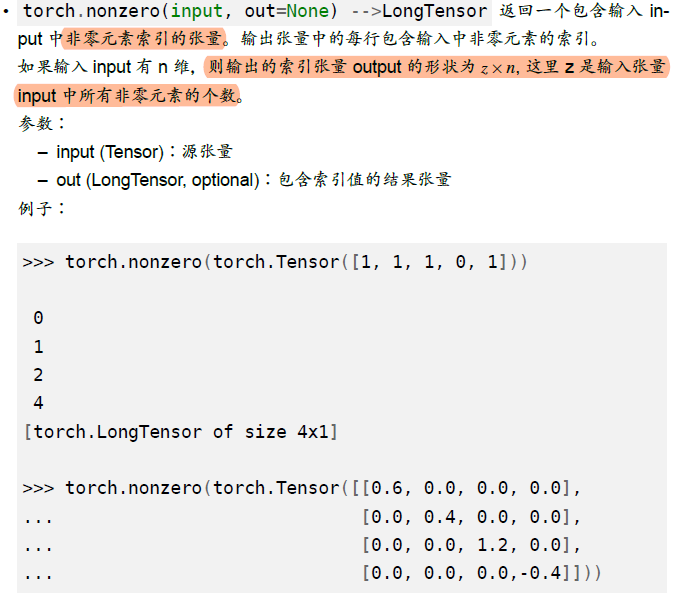 • torch.nonzero(input, out=None) -->LongTensor 返回一个包含输入 in-
put 中非零元素索引的张量。输出张量中的每行包含输入中非零元素的索引。
如果输入 input 有 n 维，则输出的索引张量 output 的形状为 z×n, 这里 z 是输入张量
input 中所有非零元素的个数。
参数：
– input (Tensor)：源张量
– out (LongTensor, optional)：包含索引值的结果张量
例子：
>>> torch.nonzero(torch.Tensor([1, 1, 1, 0, 1]))
0
1
2
4
[torch.LongTensor of size 4x1]
>>> torch.nonzero(torch.Tensor([[0.6, 0.0, 0.0, 0.0],
... [0.0, 0.4, 0.0, 0.0],
... [0.0, 0.0, 1.2, 0.0],
... [0.0, 0.0, 0.0,-0.4]]))